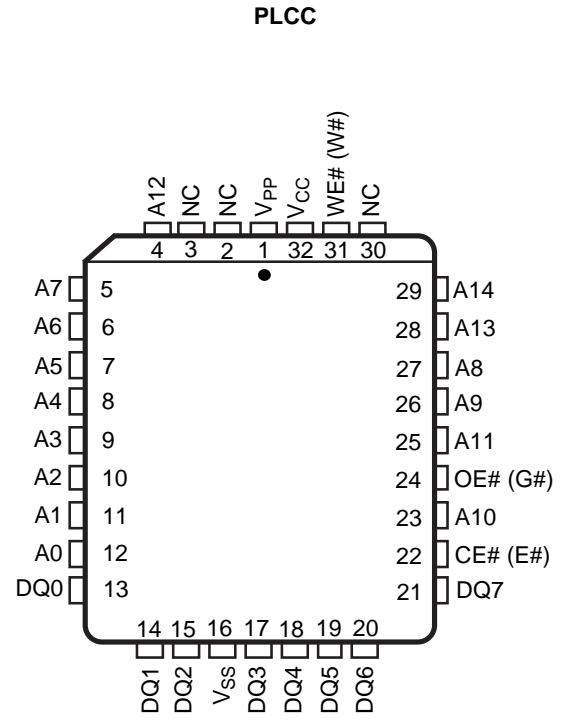 PLCC
A12 NC NC VPP VCC WE# (W#) NC
4 3 2 1 32 31 30
A7 5 29 A14
A6 6 28 A13
A5 7 27 A8
A4 8 26 A9
A3 9 25 A11
A2 10 24 OE# (G#)
A1 11 23 A10
A0 12 22 CE# (E#)
DQ0 13 21 DQ7
14 15 16 17 18 19 20
DQ1 DQ2 VSS DQ3 DQ4 DQ5 DQ6